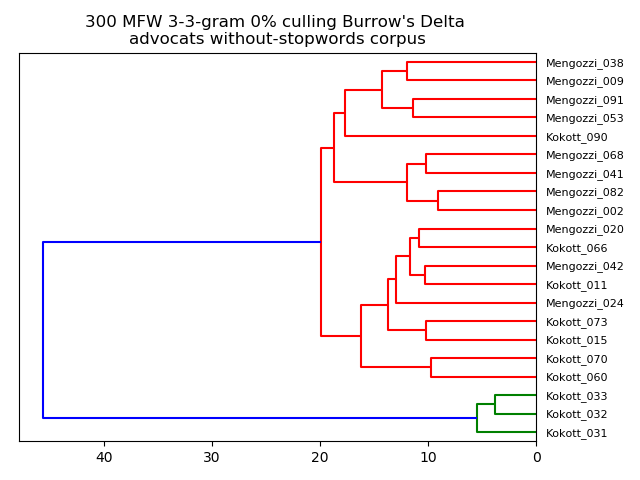 300 MFW 3-3-gram 0% culling Burrow's Delta
advocats without-stopwords corpus
Mengozzi_038
Mengozzi_009
Mengozzi_091
Mengozzi_053
Kokott_090
Mengozzi_068
Mengozzi_041
Mengozzi_082
Mengozzi_002
Mengozzi_020
Kokott_066
Mengozzi_042
Kokott_011
Mengozzi_024
Kokott_073
Kokott_015
Kokott_070
Kokott_060
Kokott_033
Kokott_032
Kokott_031
40 30 20 10 0